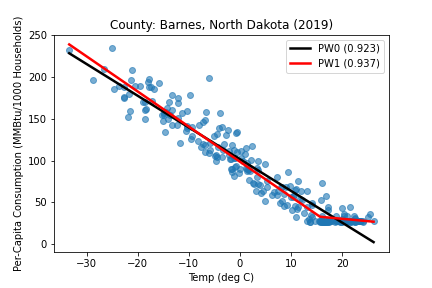 County: Barnes, North Dakota (2019)
PW0 (0.923)
PW1 (0.937)
Per-Capita Consumption (MMBtu/1000 Households)
250
200
150
100
50
0
−30
−20
−10
0
10
20
Temp (deg C)